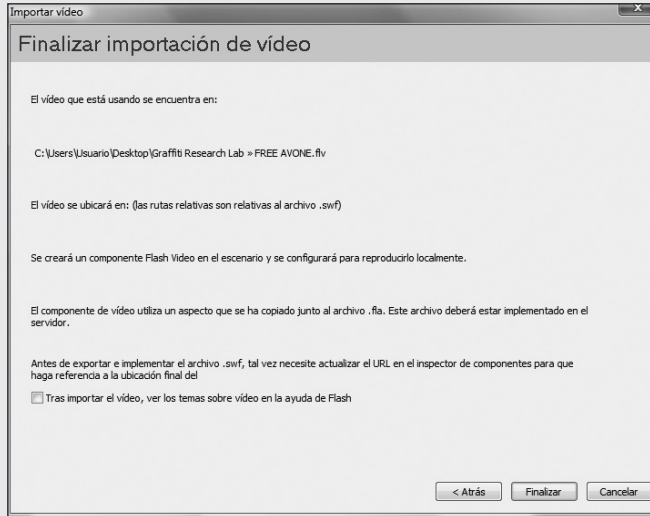 Importar vídeo
X
Finalizar importación de vídeo
El vídeo que está usando se encuentra en:
C:\Users\Usuario\Desktop\Graffiti Research Lab » FREE AVONE.flv
El vídeo se ubicará en: (las rutas relativas son relativas al archivo .swf)
Se creará un componente Flash Video en el escenario y se configurará para reproducirlo localmente.
El componente de vídeo utiliza un aspecto que se ha copiado junto al archivo .fla. Este archivo deberá estar implementado en el
servidor.
Antes de exportar e implementar el archivo .swf, tal vez necesite actualizar el URL en el inspector de componentes para que
haga referencia a la ubicación final del
Tras importar el vídeo, ver los temas sobre vídeo en la ayuda de Flash
< Atrás Finalizar Cancelar